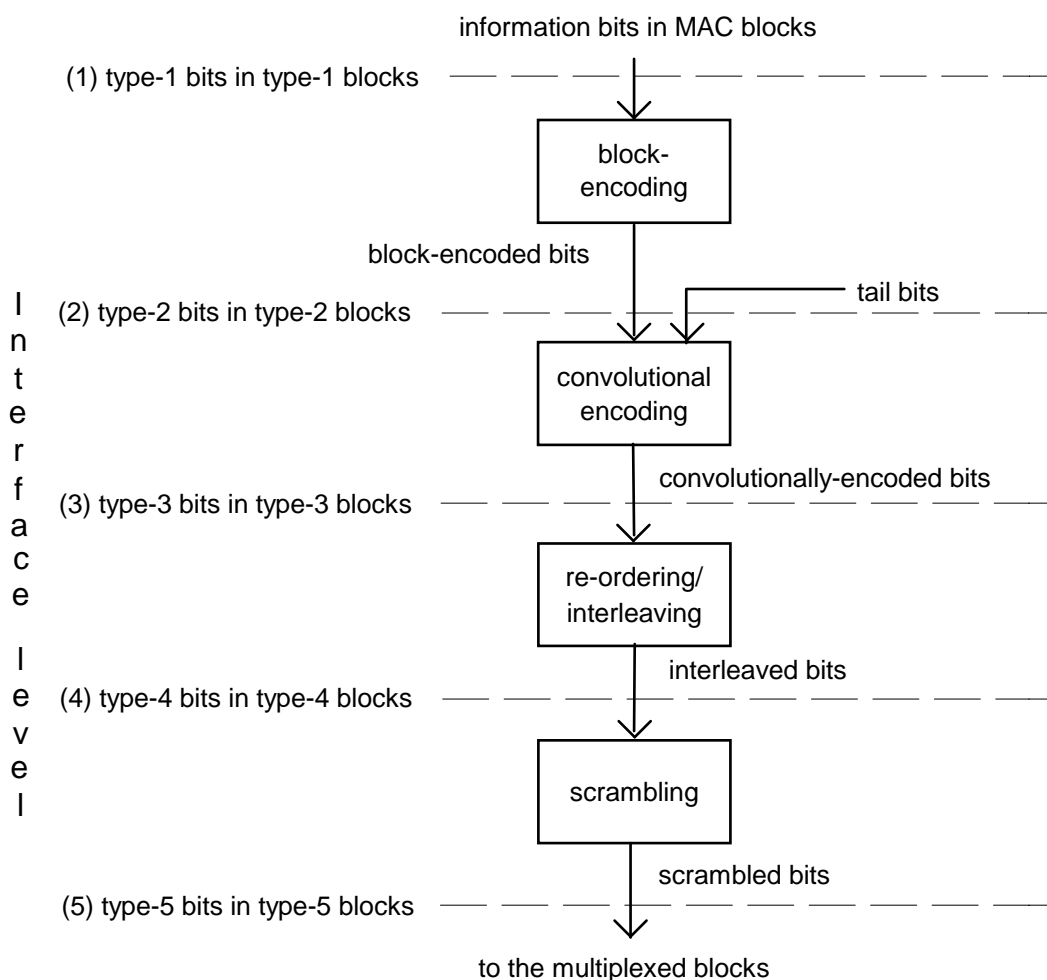 information bits in MAC blocks
(1) type-1 bits in type-1 blocks
block-
encoding
block-encoded bits
tail bits
(2) type-2 bits in type-2 blocks
convolutional
encoding
convolutionally-encoded bits
(3) type-3 bits in type-3 blocks
re-ordering/
interleaving
interleaved bits
(4) type-4 bits in type-4 blocks
scrambling
scrambled bits
(5) type-5 bits in type-5 blocks
to the multiplexed blocks
Interface level